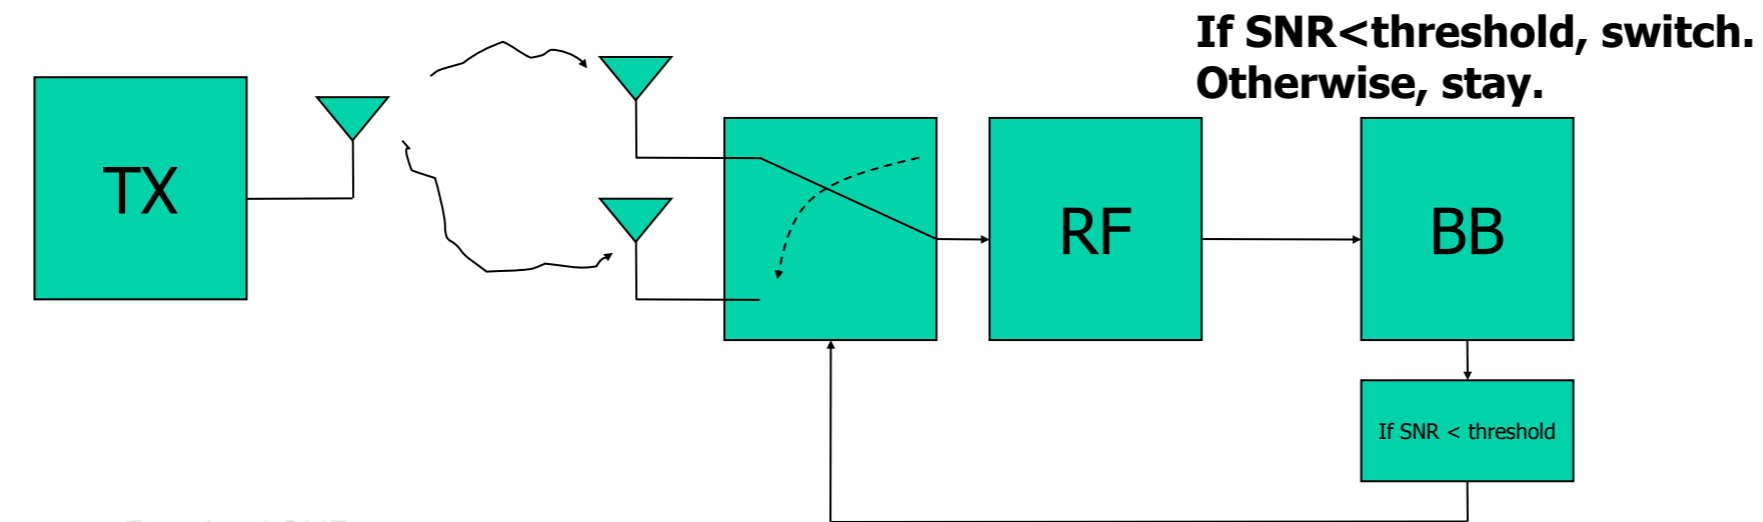 If SNR<threshold, switch.
Otherwise, stay.
TX
RF
BB
If SNR < threshold